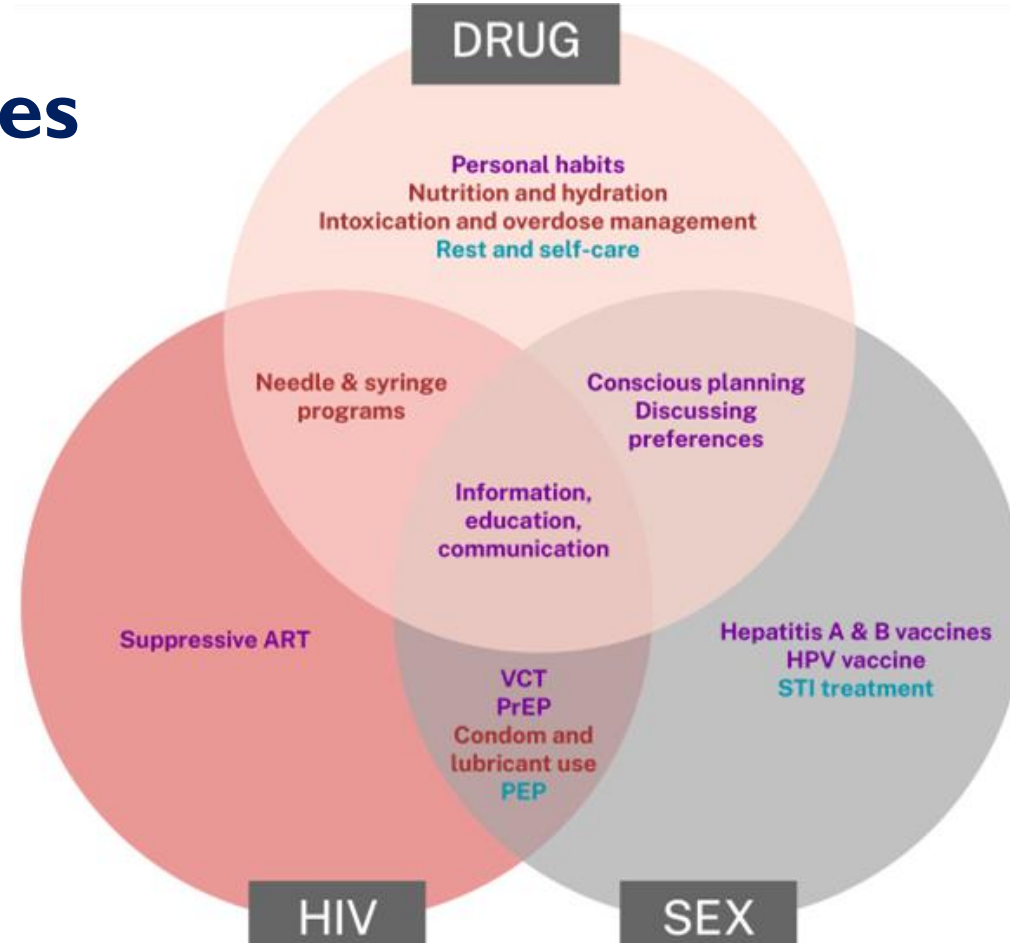 DRUG
es
Personal habits
Nutrition and hydration
Intoxication and overdose management
Rest and self-care
Needle & syringe
programs
Conscious planning
Discussing
preferences
Information,
education,
communication
Suppressive ART
Hepatitis A & B vaccines
HPV vaccine
STI treatment
VCT
PrEP
Condom and
lubricant use
PEP
HIV
SEX